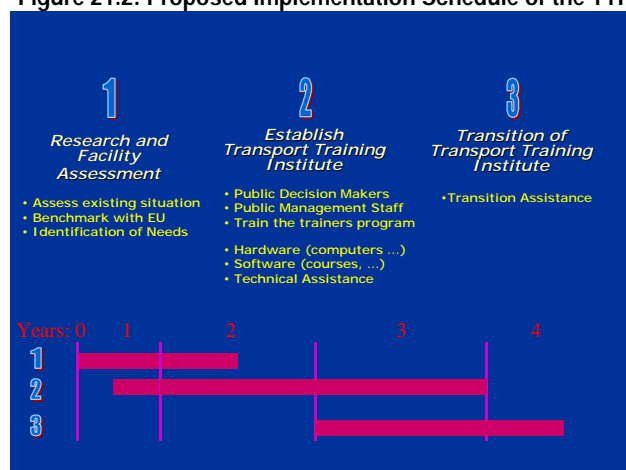 Figure 21.2: Proposed Implementation Schedule of the TTI
1
Research and
Facility
Assessment
• Assess existing situation
• Benchmark with EU
• Identification of Needs
2
Establish
Transport Training
Institute
• Public Decision Makers
• Public Management Staff
• Train the trainers program
• Hardware (computers ...)
• Software (courses, ...)
• Technical Assistance
3
Transition of
Transport Training
Institute
•Transition Assistance
Years: 0 1 2 3 4
1
2
3